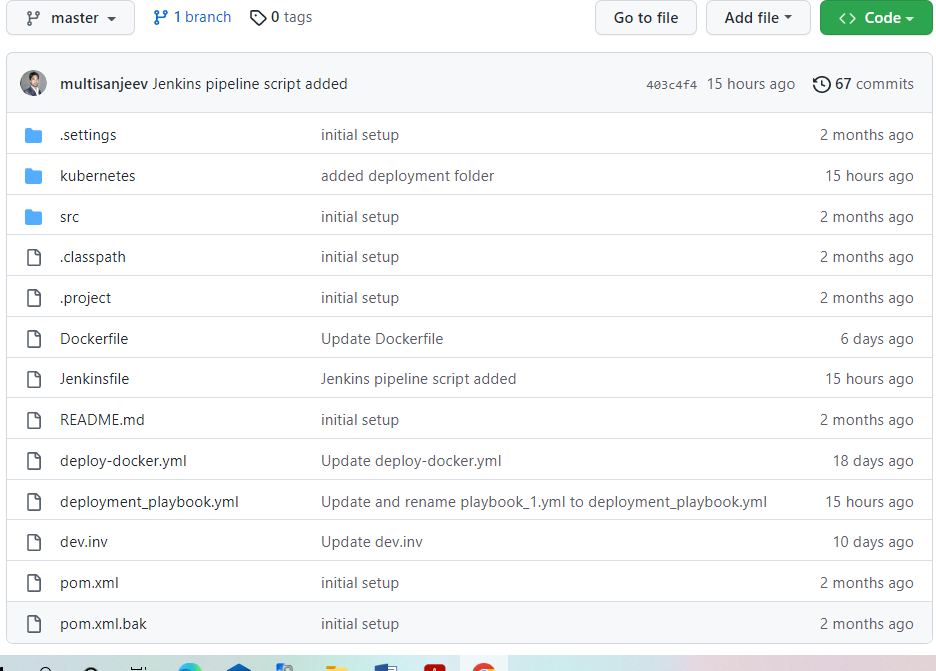 master 1 branch 0 tags Go to file Add file <> Code
multisanjeev Jenkins pipeline script added 403c4f4 15 hours ago 67 commits
.settings initial setup 2 months ago
kubernetes added deployment folder 15 hours ago
src initial setup 2 months ago
.classpath initial setup 2 months ago
.project initial setup 2 months ago
Dockerfile Update Dockerfile 6 days ago
Jenkinsfile Jenkins pipeline script added 15 hours ago
README.md initial setup 2 months ago
deploy-docker.yml Update deploy-docker.yml 18 days ago
deployment_playbook.yml Update and rename playbook_1.yml to deployment_playbook.yml 15 hours ago
dev.inv Update dev.inv 10 days ago
pom.xml initial setup 2 months ago
pom.xml.bak initial setup 2 months ago